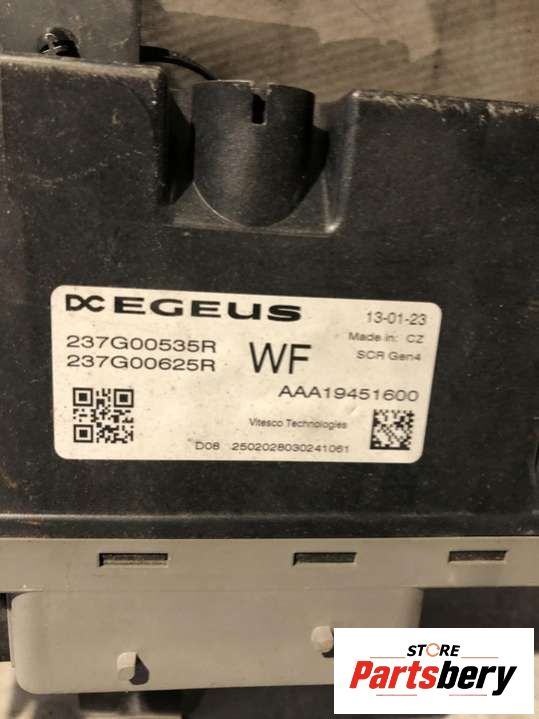 EGEUS
13-01-23
237G00535R
Made in: CZ
237G00625R
WF
SCR Gen4
AAA19451600
Vitesco Technologies
D08 2502028030241061
STORE
Partsbery